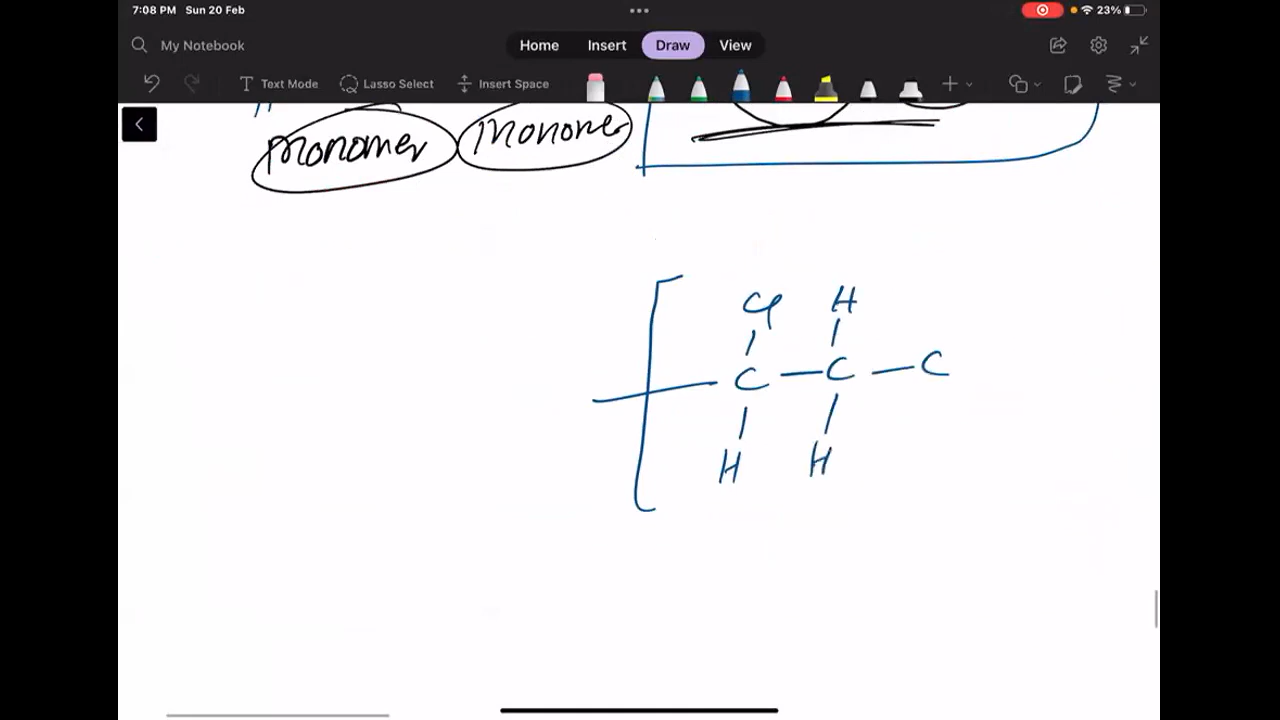 7:08 PM Sun 20 Feb
23%
My Notebook
Home Insert Draw View
Text Mode Lasso Select Insert Space
monomer monomer
Cl H
C — C — C
H H